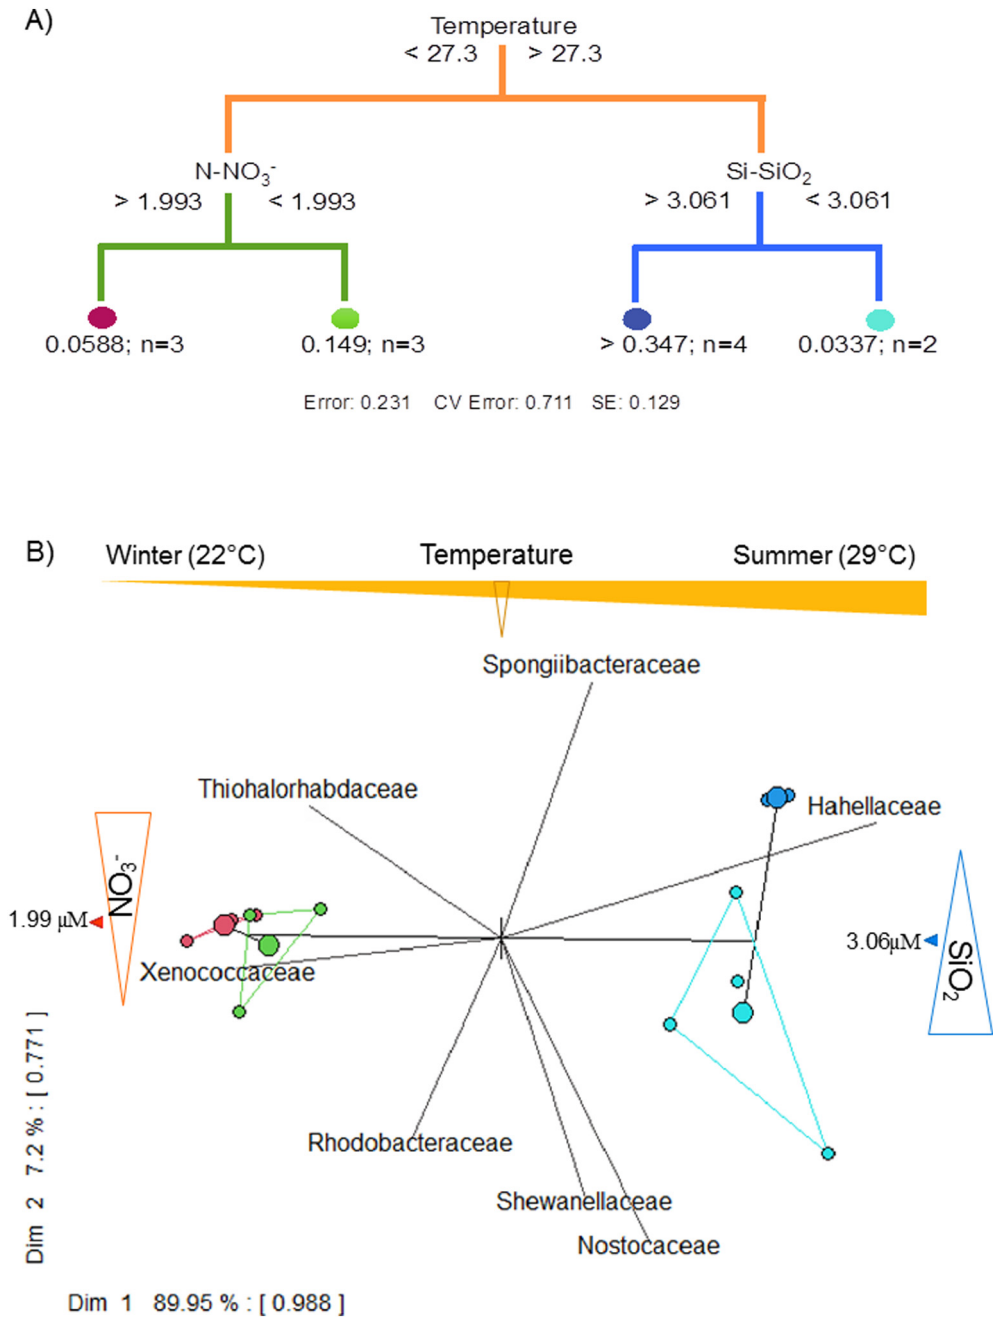 A)
Temperature
< 27.3 > 27.3
N-NO₃⁻ Si-SiO₂
> 1.993 < 1.993 > 3.061 < 3.061
0.0588; n=3 0.149; n=3 > 0.347; n=4 0.0337; n=2
Error: 0.231 CV Error: 0.711 SE: 0.129
B) Winter (22°C) Temperature Summer (29°C)
Spongiibacteraceae
Thiohalorhabdaceae
Hahellaceae
NO₃⁻
1.99 µM
3.06µM
SiO₂
Xenococcaceae
Rhodobacteraceae
Shewanellaceae
Nostocaceae
Dim 2 7.2 % : [ 0.771 ]
Dim 1 89.95 % : [ 0.988 ]